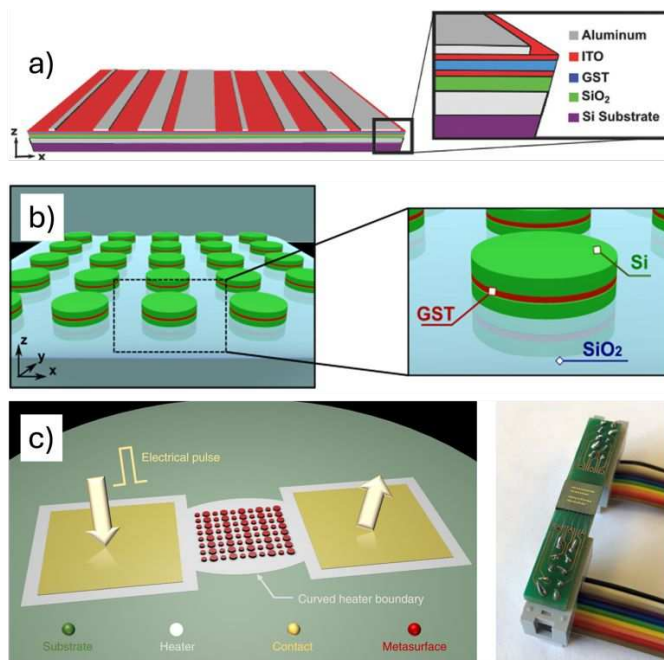 a)
Aluminum
ITO
GST
SiO₂
Si Substrate
z
x
b)
Si
GST
SiO₂
z
y
x
c)
Electrical pulse
Curved heater boundary
Substrate
Heater
Contact
Metasurface